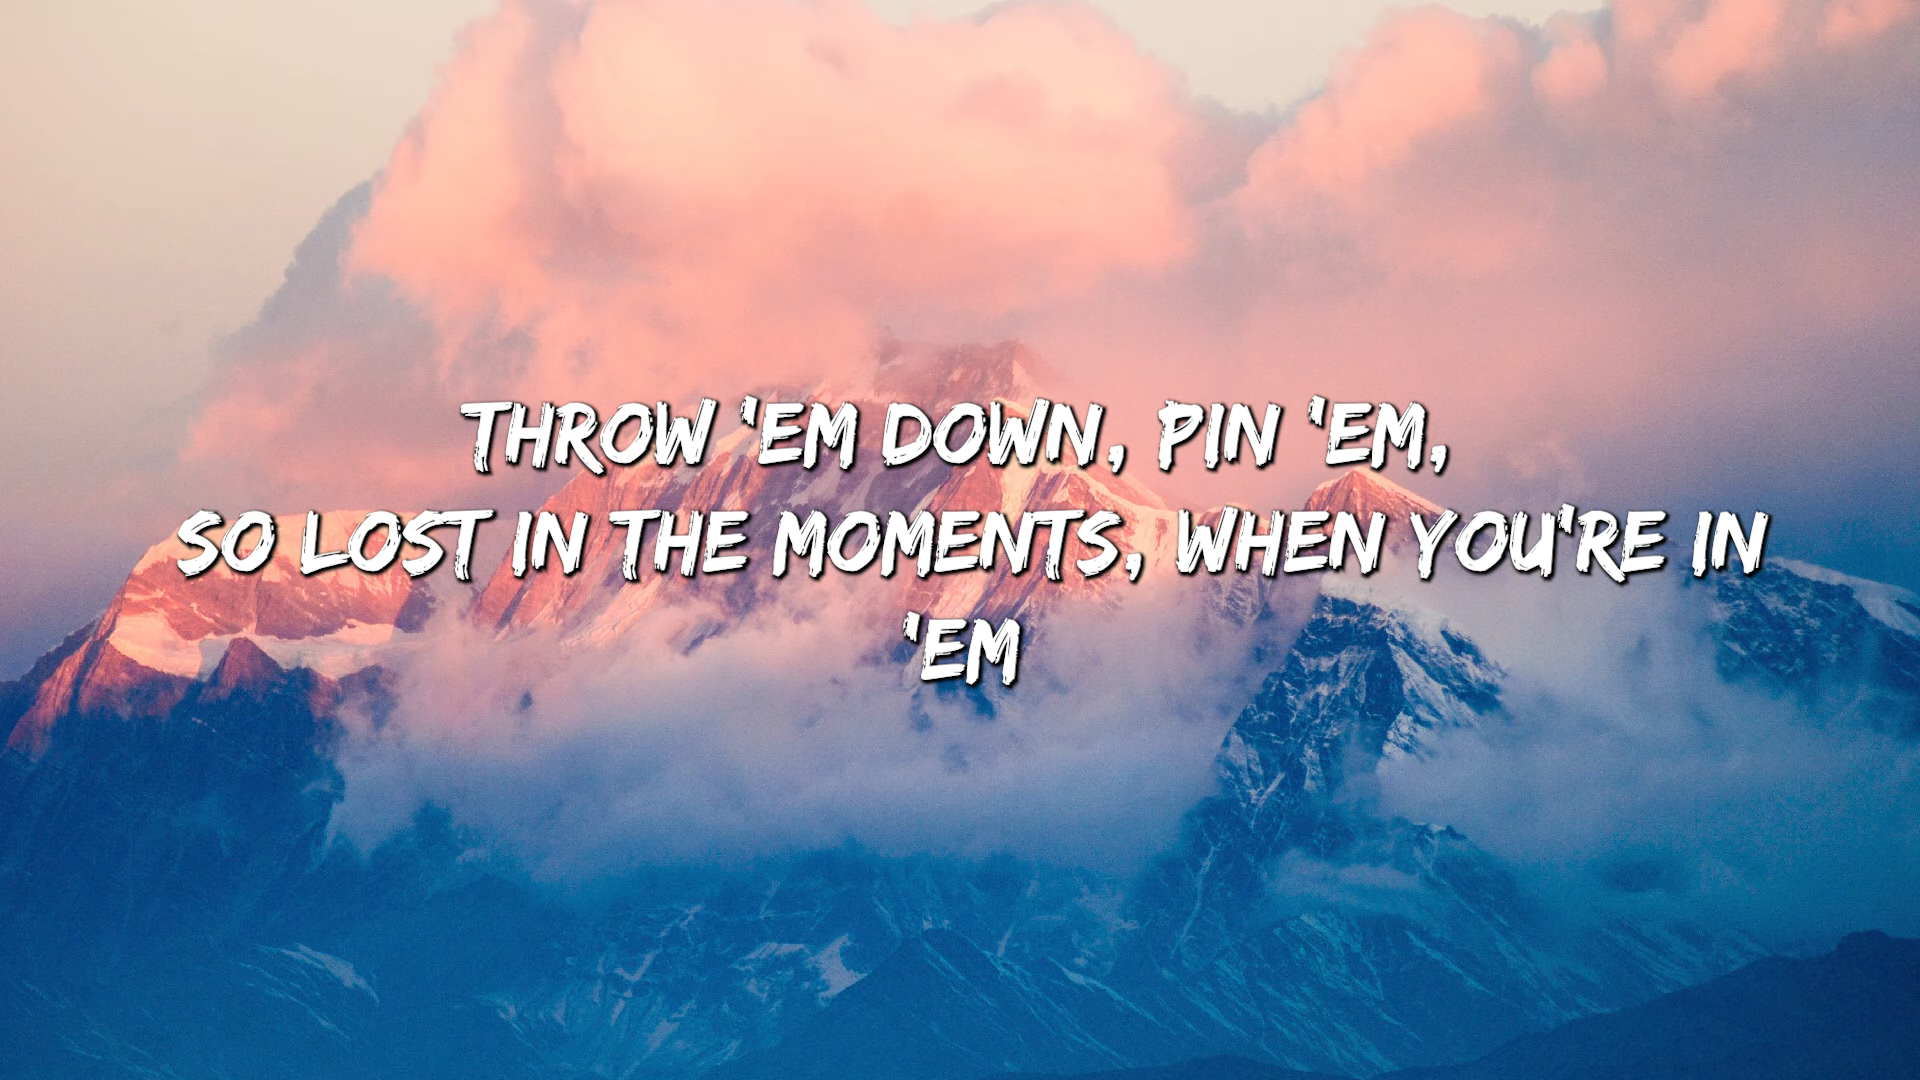 THROW 'EM DOWN, PIN 'EM,
SO LOST IN THE MOMENTS, WHEN YOU'RE IN
'EM